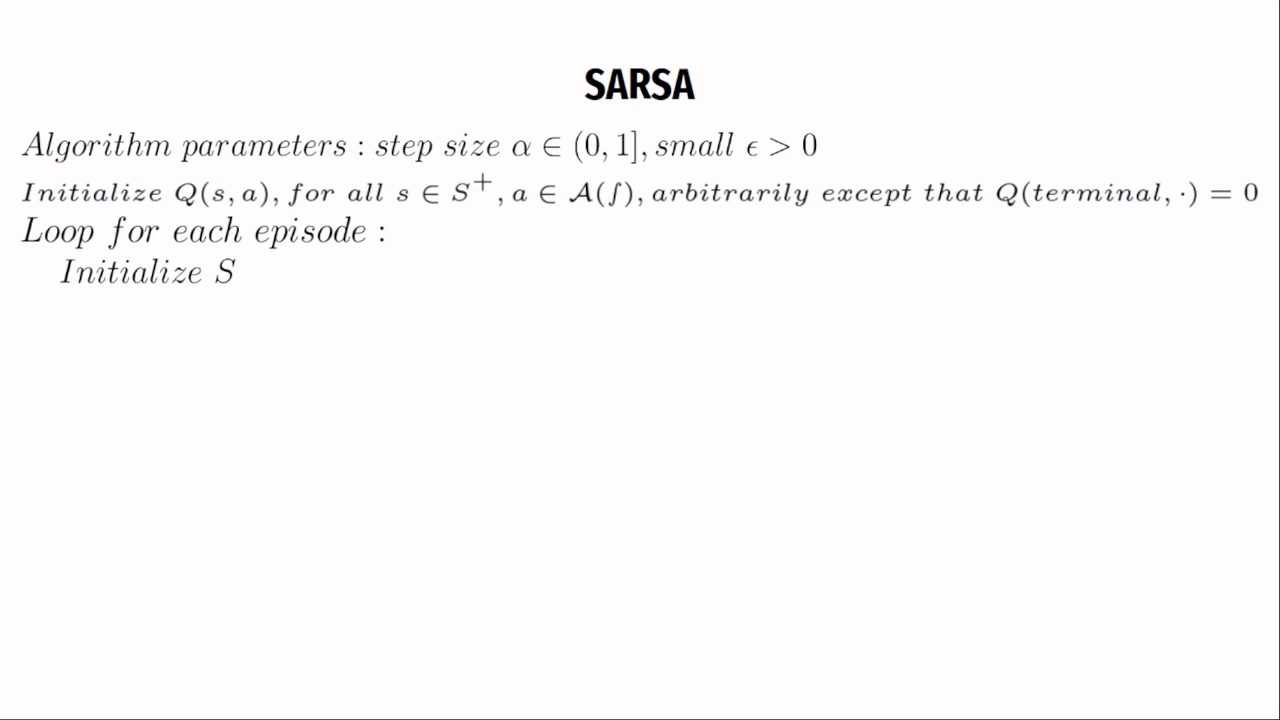 SARSA
Algorithm parameters : step size α ∈ (0, 1], small ϵ > 0
Initialize Q(s, a), for all s ∈ S⁺, a ∈ 𝒜(∫), arbitrarily except that Q(terminal, ·) = 0
Loop for each episode :
Initialize S